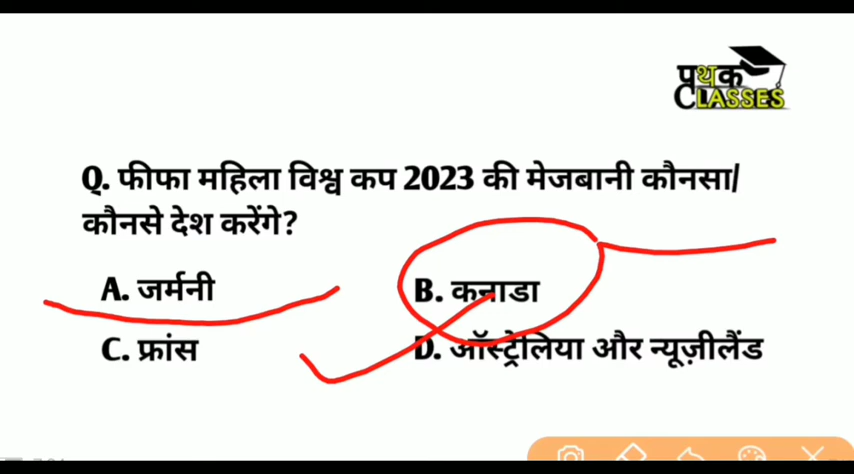 पृथक
CLASSES
Q. फीफा महिला विश्व कप 2023 की मेजबानी कौनसा/
कौनसे देश करेंगे?
A. जर्मनी
B. कनाडा
C. फ्रांस
D. ऑस्ट्रेलिया और न्यूज़ीलैंड